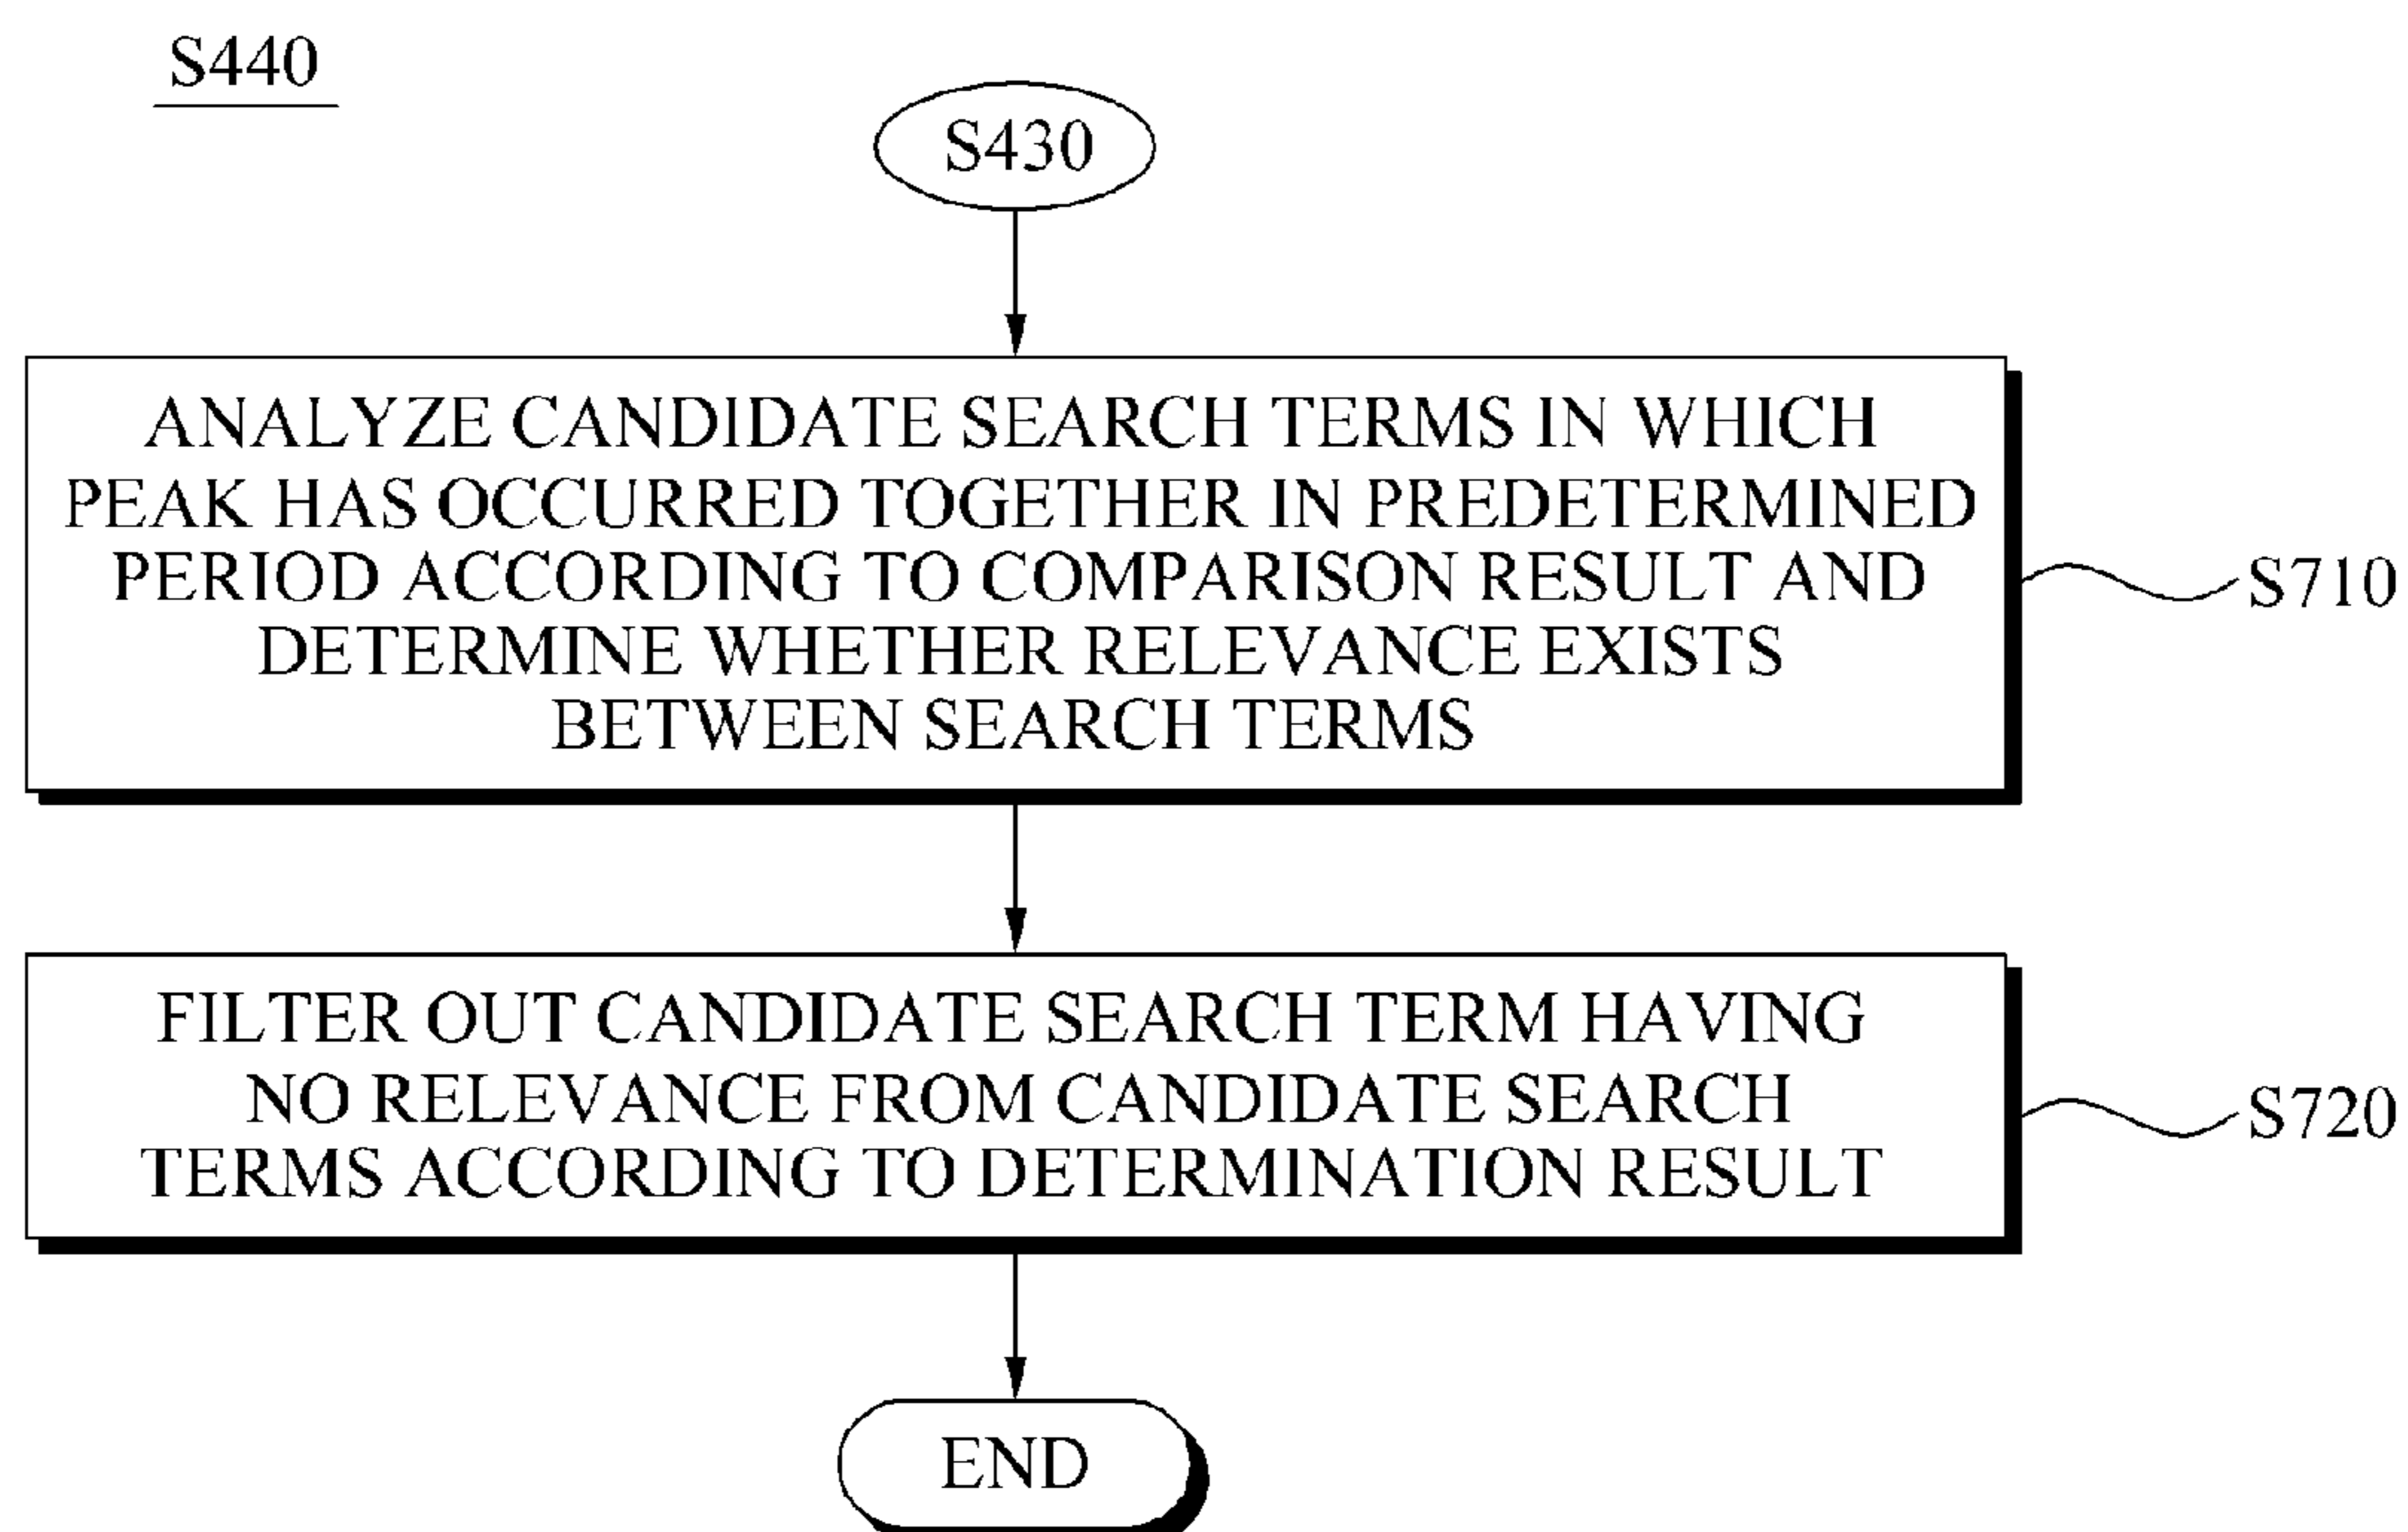 S440
S430
ANALYZE CANDIDATE SEARCH TERMS IN WHICH
PEAK HAS OCCURRED TOGETHER IN PREDETERMINED
PERIOD ACCORDING TO COMPARISON RESULT AND
DETERMINE WHETHER RELEVANCE EXISTS
BETWEEN SEARCH TERMS
S710
FILTER OUT CANDIDATE SEARCH TERM HAVING
NO RELEVANCE FROM CANDIDATE SEARCH
TERMS ACCORDING TO DETERMINATION RESULT
S720
END